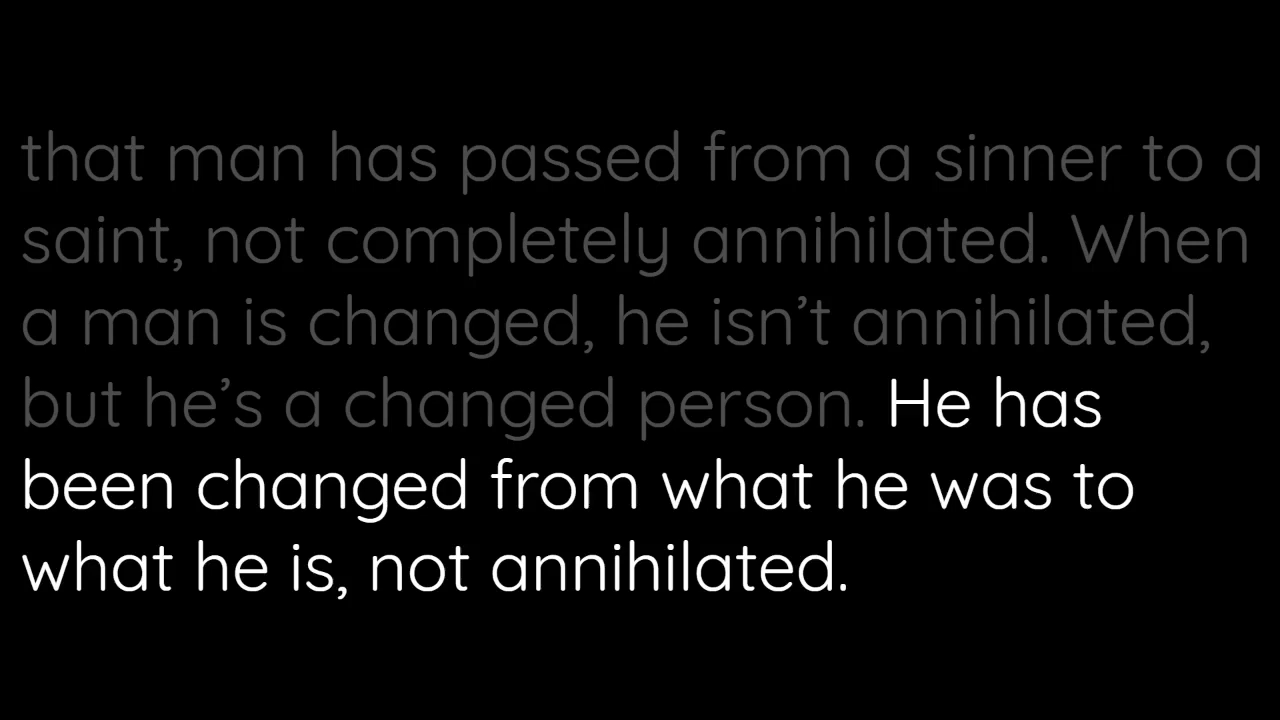 that man has passed from a sinner to a
saint, not completely annihilated. When
a man is changed, he isn’t annihilated,
but he’s a changed person. He has
been changed from what he was to
what he is, not annihilated.